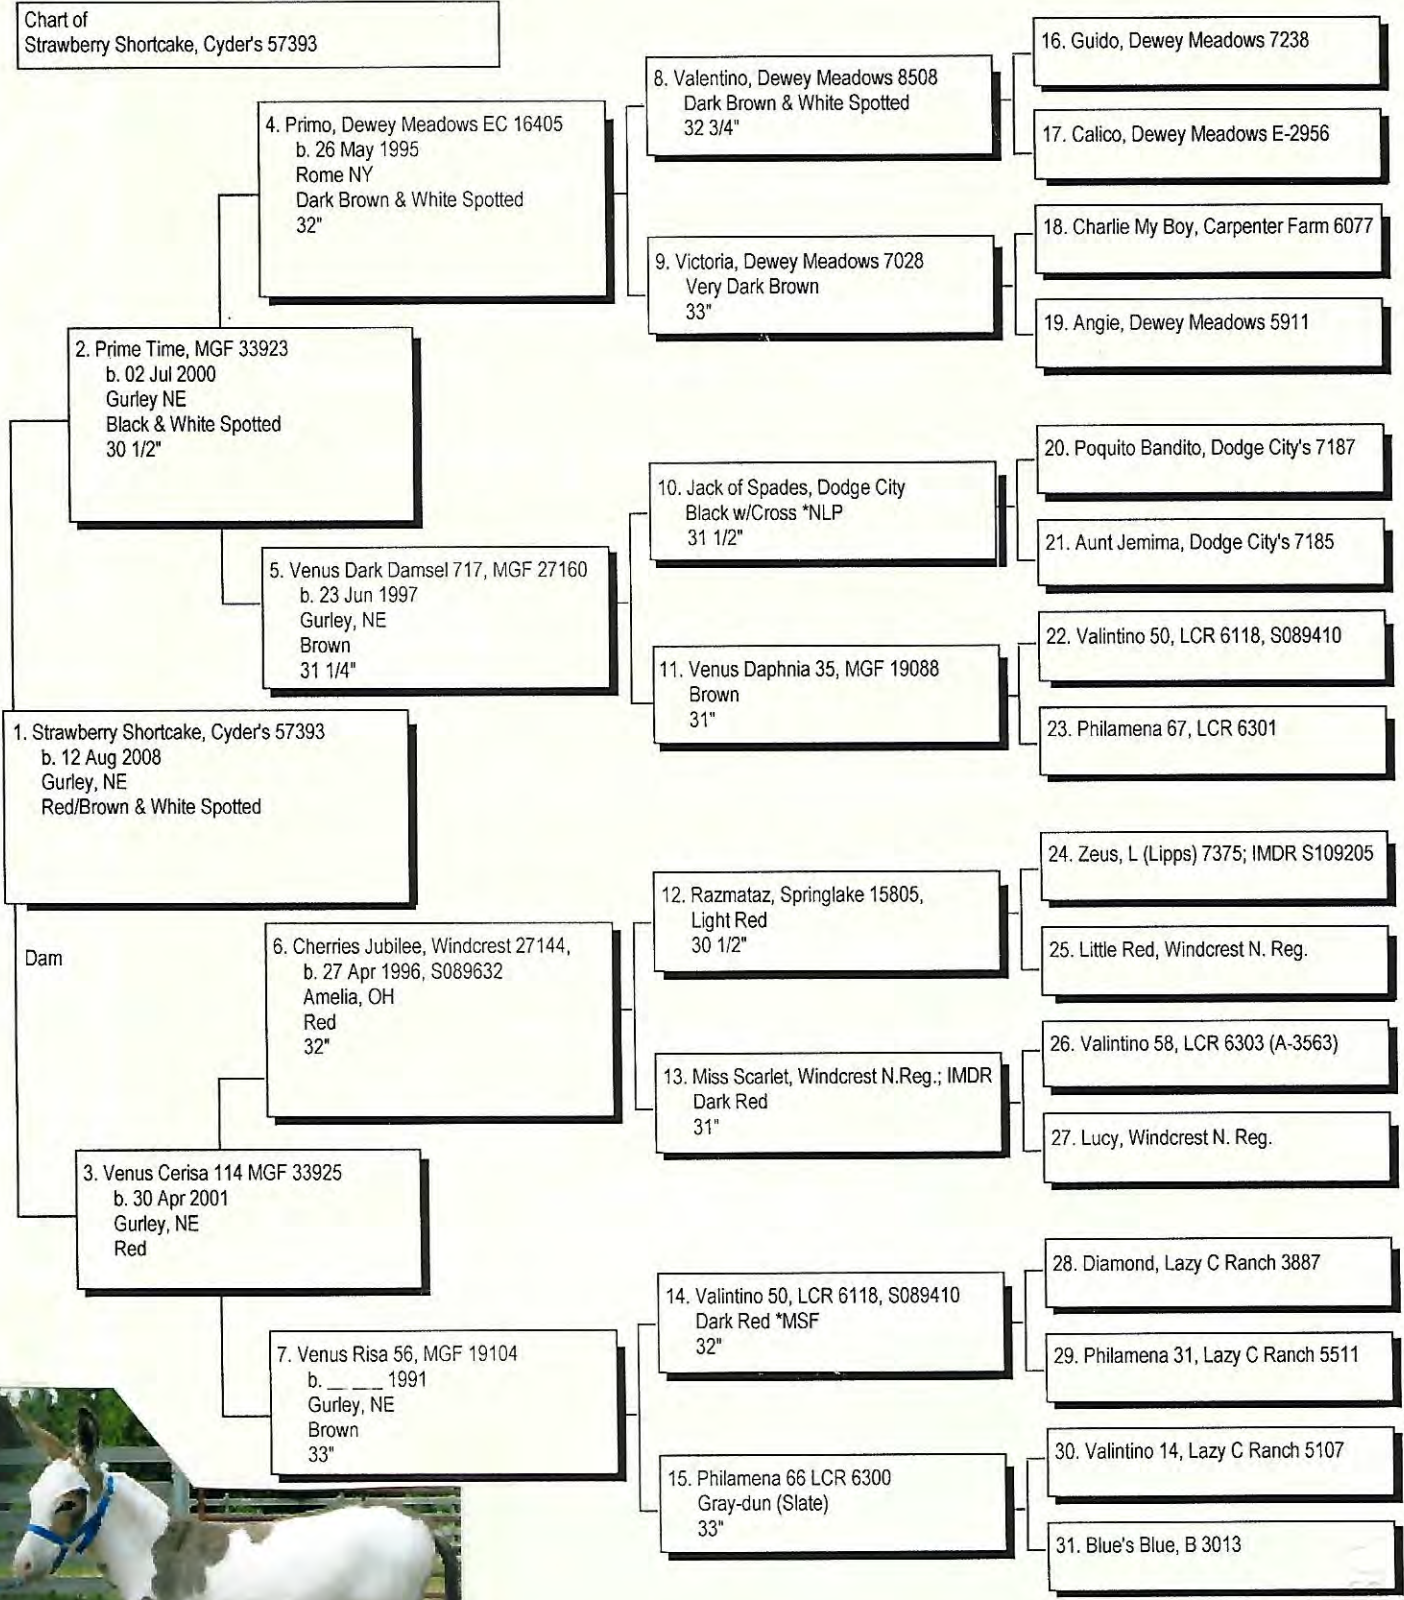 Chart of
Strawberry Shortcake, Cyder's 57393
16. Guido, Dewey Meadows 7238
8. Valentino, Dewey Meadows 8508
Dark Brown & White Spotted
32 3/4"
17. Calico, Dewey Meadows E-2956
4. Primo, Dewey Meadows EC 16405
b. 26 May 1995
Rome NY
Dark Brown & White Spotted
32"
18. Charlie My Boy, Carpenter Farm 6077
9. Victoria, Dewey Meadows 7028
Very Dark Brown
33"
19. Angie, Dewey Meadows 5911
2. Prime Time, MGF 33923
b. 02 Jul 2000
Gurley NE
Black & White Spotted
30 1/2"
20. Poquito Bandito, Dodge City's 7187
10. Jack of Spades, Dodge City
Black w/Cross *NLP
31 1/2"
21. Aunt Jemima, Dodge City's 7185
5. Venus Dark Damsel 717, MGF 27160
b. 23 Jun 1997
Gurley, NE
Brown
31 1/4"
22. Valintino 50, LCR 6118, S089410
11. Venus Daphnia 35, MGF 19088
Brown
31"
23. Philamena 67, LCR 6301
1. Strawberry Shortcake, Cyder's 57393
b. 12 Aug 2008
Gurley, NE
Red/Brown & White Spotted
24. Zeus, L (Lipps) 7375; IMDR S109205
12. Razmataz, Springlake 15805,
Light Red
30 1/2"
25. Little Red, Windcrest N. Reg.
6. Cherries Jubilee, Windcrest 27144,
b. 27 Apr 1996, S089632
Amelia, OH
Red
32"
Dam
26. Valintino 58, LCR 6303 (A-3563)
13. Miss Scarlet, Windcrest N.Reg.; IMDR
Dark Red
31"
27. Lucy, Windcrest N. Reg.
3. Venus Cerisa 114 MGF 33925
b. 30 Apr 2001
Gurley, NE
Red
28. Diamond, Lazy C Ranch 3887
14. Valintino 50, LCR 6118, S089410
Dark Red *MSF
32"
29. Philamena 31, Lazy C Ranch 5511
7. Venus Risa 56, MGF 19104
b. __ ___ 1991
Gurley, NE
Brown
33"
30. Valintino 14, Lazy C Ranch 5107
15. Philamena 66 LCR 6300
Gray-dun (Slate)
33"
31. Blue's Blue, B 3013